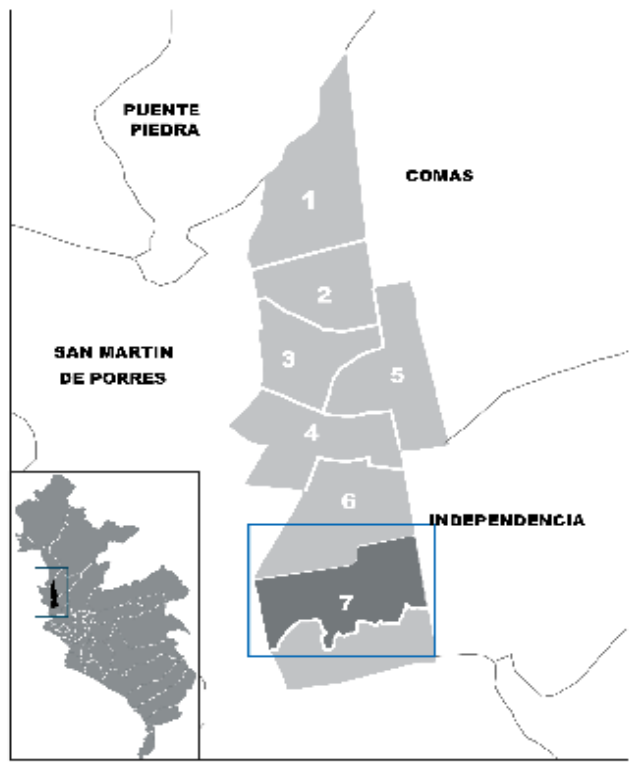 PUENTE
PIEDRA
COMAS
1
2
SAN MARTIN
DE PORRES
3
5
4
6
INDEPENDENCIA
7